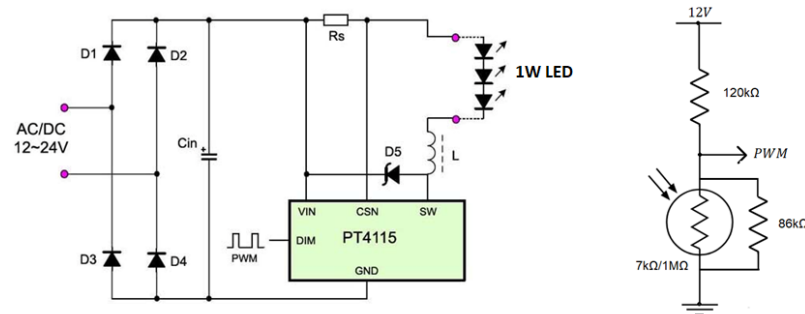 D1
D2
AC/DC
12~24V
Cin
+
D3
D4
Rs
1W LED
D5
L
VIN
CSN
SW
DIM
PWM
PT4115
GND
12V
120kΩ
PWM
86kΩ
7kΩ/1MΩ